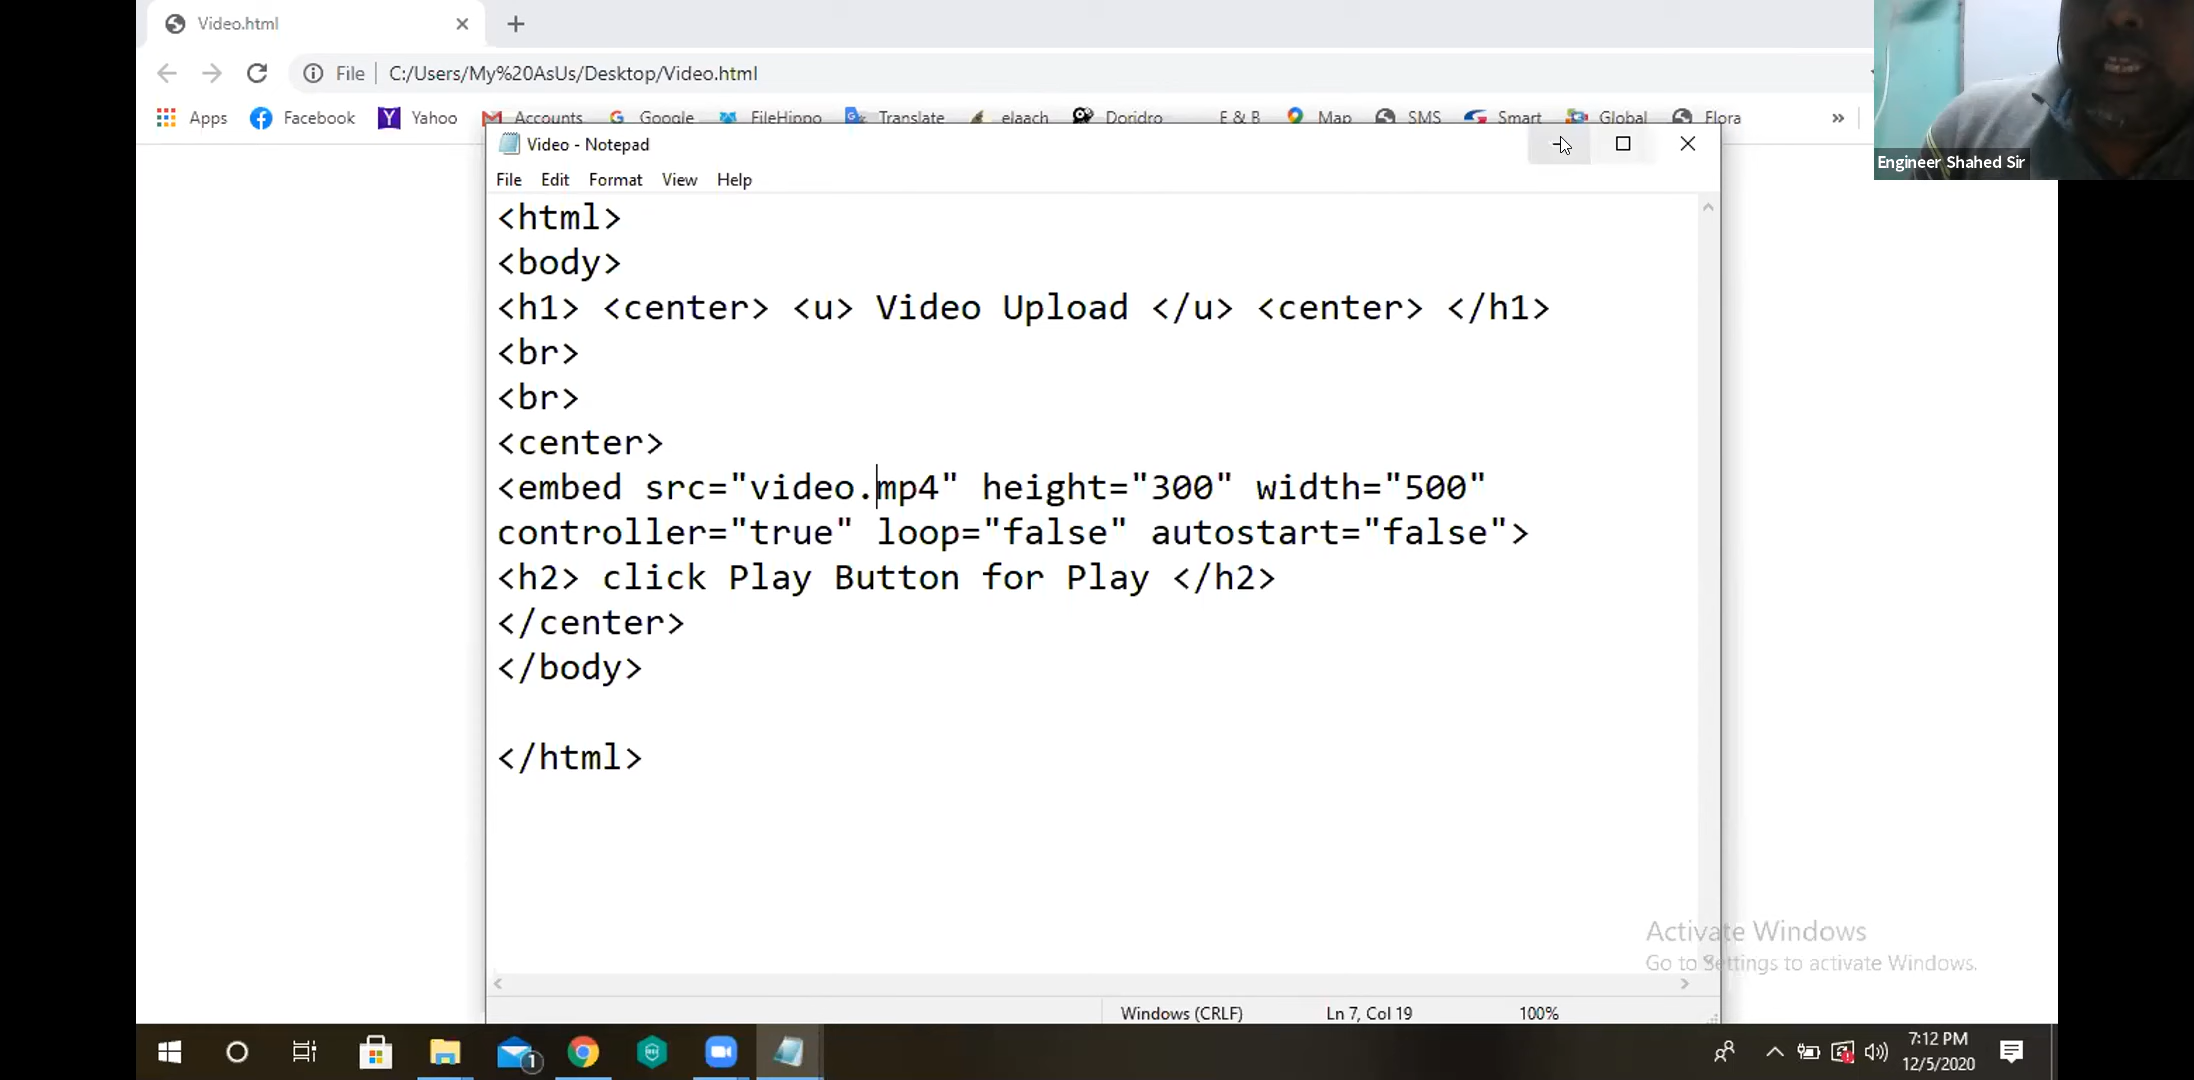 Video.html
File C:/Users/My%20AsUs/Desktop/Video.html
Apps Facebook Yahoo Accounts Google FileHippo Translate elaach Doridro E & B Map SMS Smart Global Flora »
Engineer Shahed Sir
Video - Notepad
File Edit Format View Help
<html>
<body>
<h1> <center> <u> Video Upload </u> <center> </h1>
<br>
<br>
<center>
<embed src="video.mp4" height="300" width="500"
controller="true" loop="false" autostart="false">
<h2> click Play Button for Play </h2>
</center>
</body>
</html>
Activate Windows
Go to Settings to activate Windows.
Windows (CRLF) Ln 7, Col 19 100%
1
7:12 PM
12/5/2020